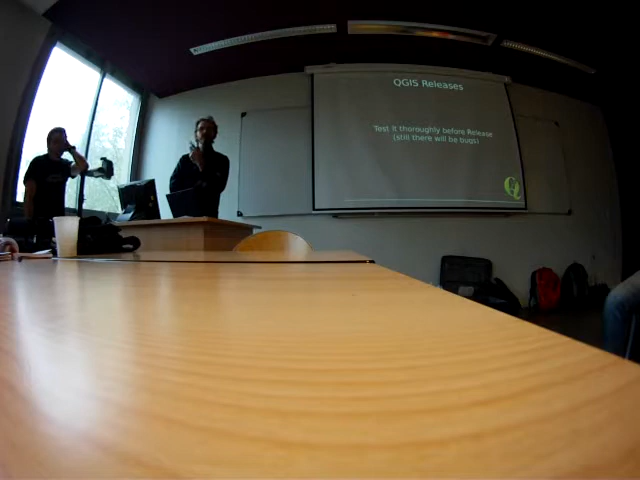 QGIS Releases
Test it thoroughly before Release
(still there will be bugs)